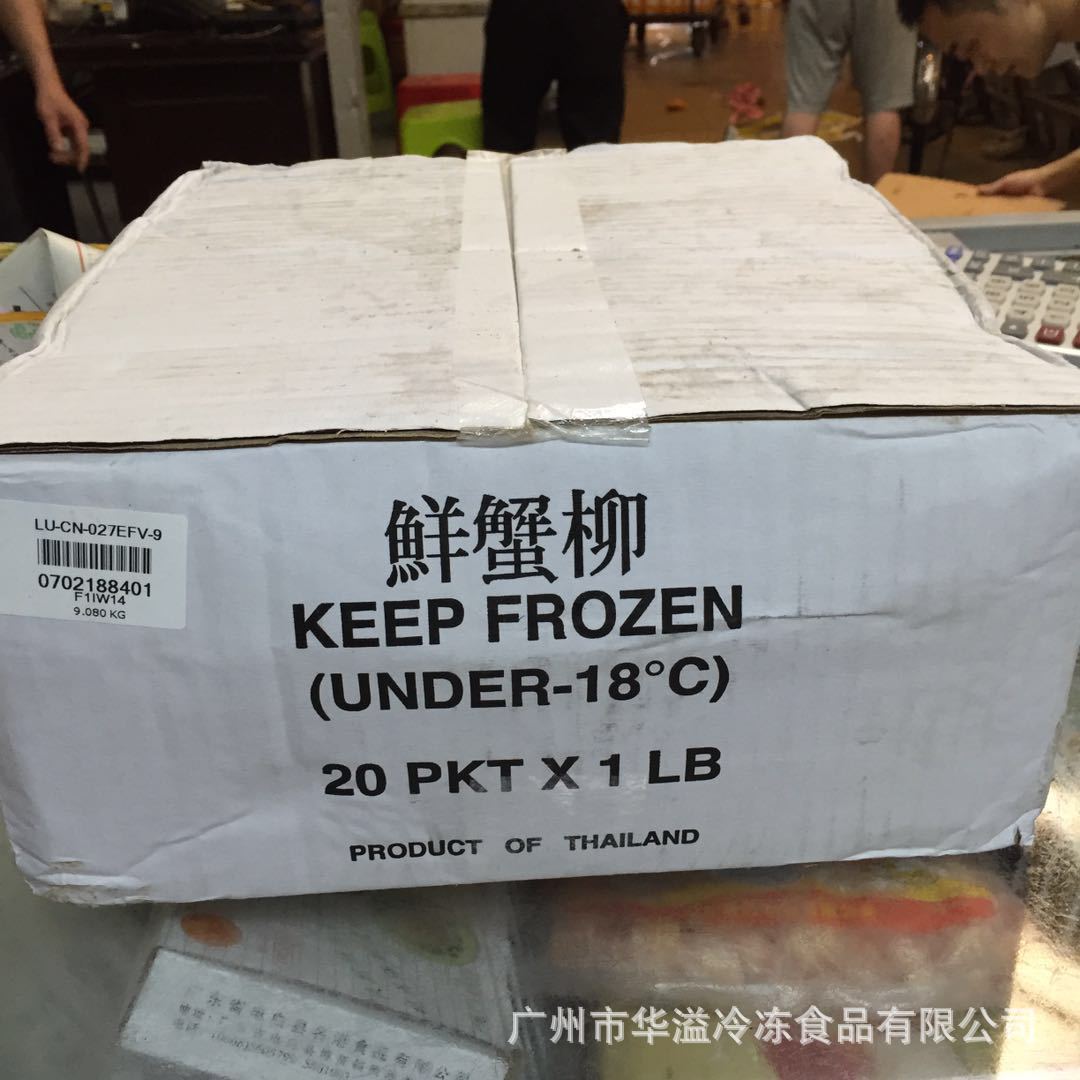 LU-CN-027EFV-9
0702188401
F1IW14
9.080 KG
鮮蟹柳
KEEP FROZEN
(UNDER-18°C)
20 PKT X 1 LB
PRODUCT OF THAILAND
广州市华溢冷冻食品有限公司